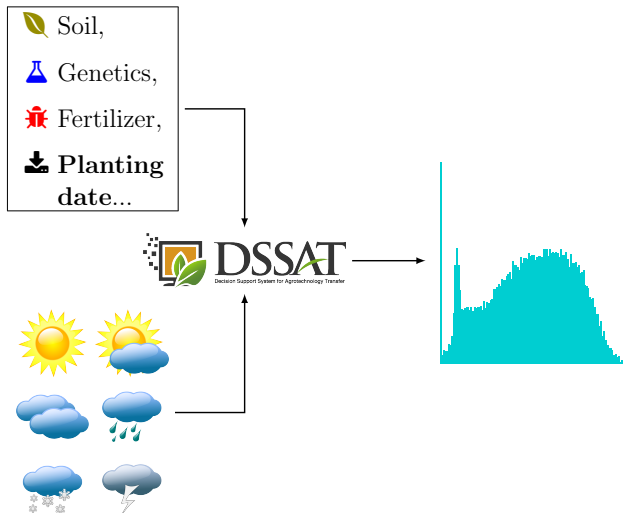 Soil,
Genetics,
Fertilizer,
Planting
date...
DSSAT
Decision Support System for Agrotechnology Transfer